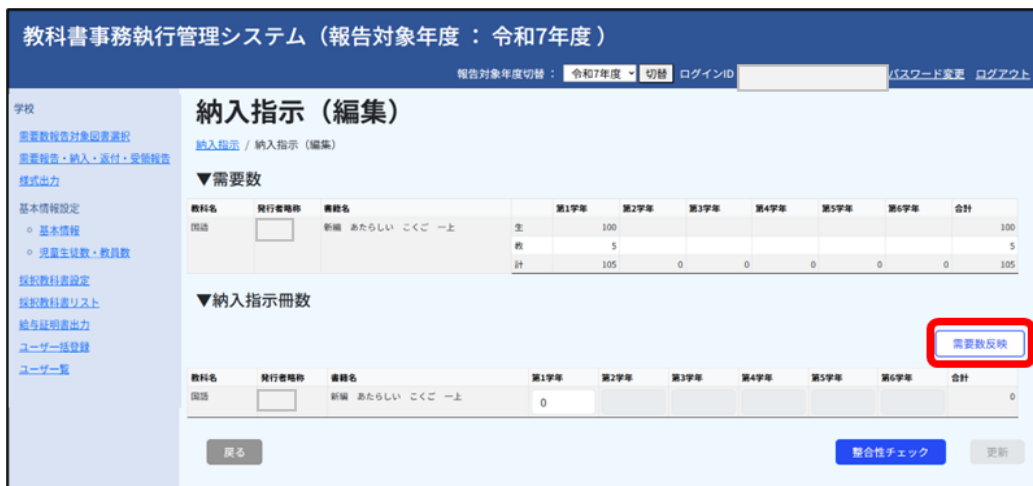 教科書事務執行管理システム（報告対象年度 ： 令和7年度 ）
報告対象年度切替 ： 令和7年度 切替 ログインID パスワード変更 ログアウト
学校
需要数報告対象図書選択
需要報告・納入・返付・受領報告
様式出力
基本情報設定
基本情報
児童生徒数・教員数
採択教科書設定
採択教科書リスト
給与証明書出力
ユーザ一括登録
ユーザ一覧
納入指示（編集）
納入指示 / 納入指示（編集）
▼需要数
教科名 発行者略称 書籍名 第1学年 第2学年 第3学年 第4学年 第5学年 第6学年 合計
国語 新編 あたらしい こくご 一上 生 100 100
教 5 5
計 105 0 0 0 0 0 105
▼納入指示冊数
需要数反映
教科名 発行者略称 書籍名 第1学年 第2学年 第3学年 第4学年 第5学年 第6学年 合計
国語 新編 あたらしい こくご 一上 0 0
戻る 整合性チェック 更新